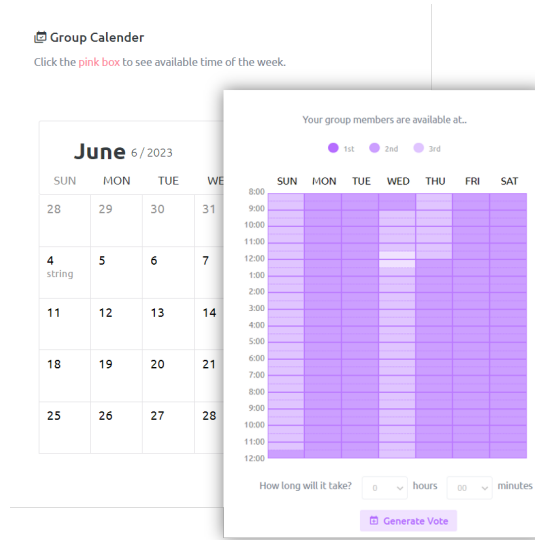 Group Calender
Click the pink box to see available time of the week.
June 6 / 2023
SUN MON TUE WE
28 29 30 31
4 5 6 7
string
11 12 13 14
18 19 20 21
25 26 27 28
Your group members are available at..
1st 2nd 3rd
SUN MON TUE WED THU FRI SAT
8:00
9:00
10:00
11:00
12:00
1:00
2:00
3:00
4:00
5:00
6:00
7:00
8:00
9:00
10:00
11:00
12:00
How long will it take? 0 hours 00 minutes
Generate Vote